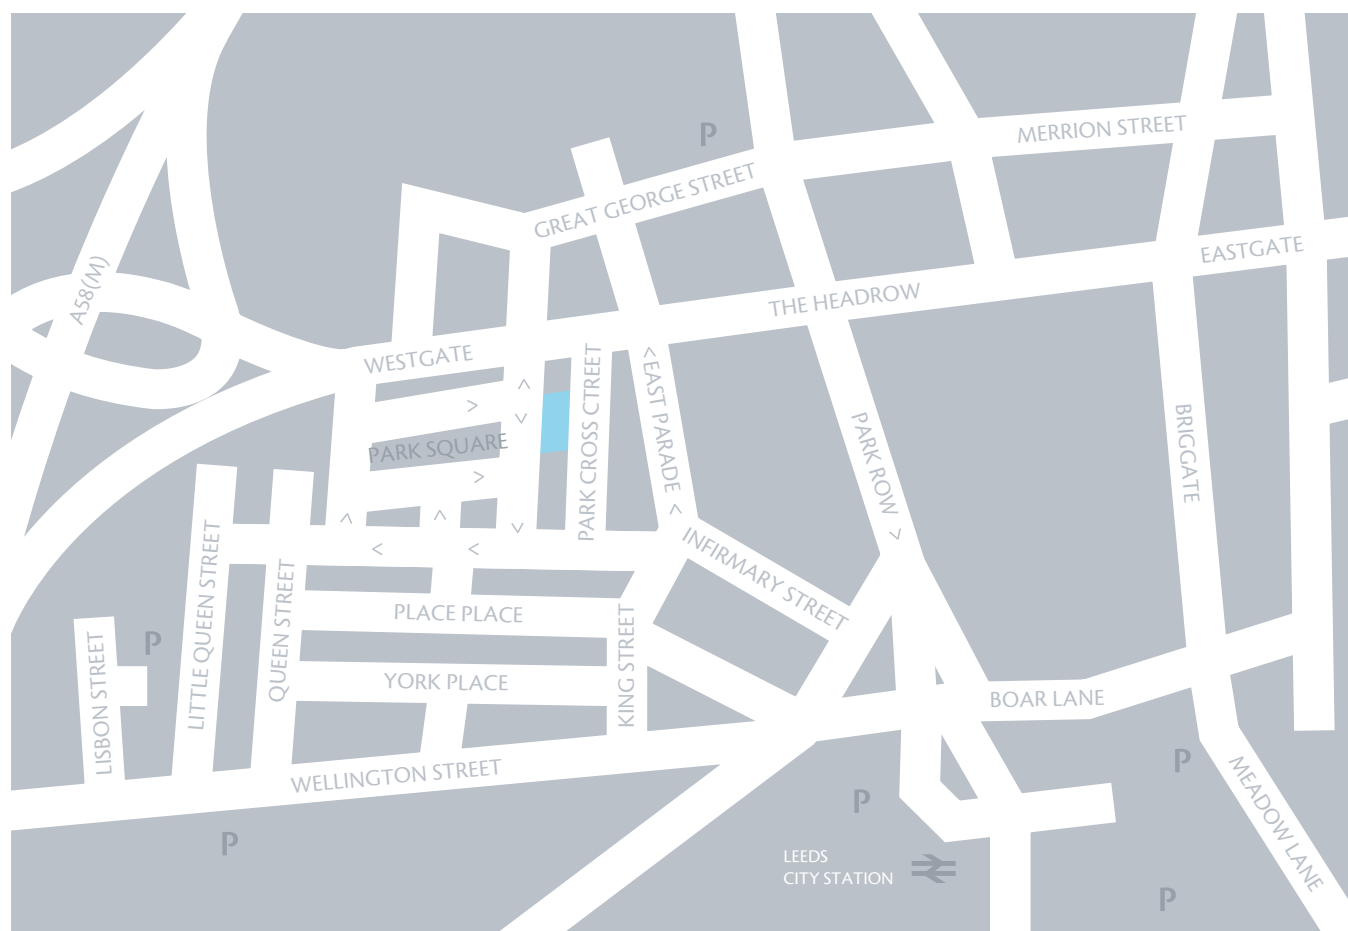 P
MERRION STREET
GREAT GEORGE STREET
EASTGATE
A58(M)
THE HEADROW
WESTGATE
PARK CROSS CTREET
<EAST PARADE <
>
^
v
PARK SQUARE
PARK ROW >
BRIGGATE
>
^
^
v
<
<
INFIRMARY STREET
LITTLE QUEEN STREET
QUEEN STREET
PLACE PLACE
KING STREET
P
LISBON STREET
YORK PLACE
BOAR LANE
WELLINGTON STREET
P
MEADOW LANE
P
P
LEEDS
CITY STATION
P